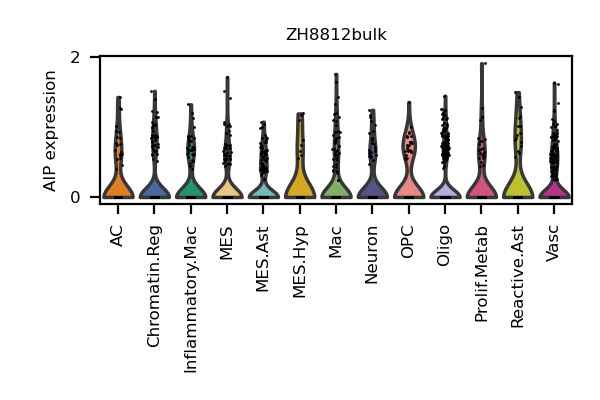 ZH8812bulk
AIP expression
2
0
AC
Chromatin.Reg
Inflammatory.Mac
MES
MES.Ast
MES.Hyp
Mac
Neuron
OPC
Oligo
Prolif.Metab
Reactive.Ast
Vasc